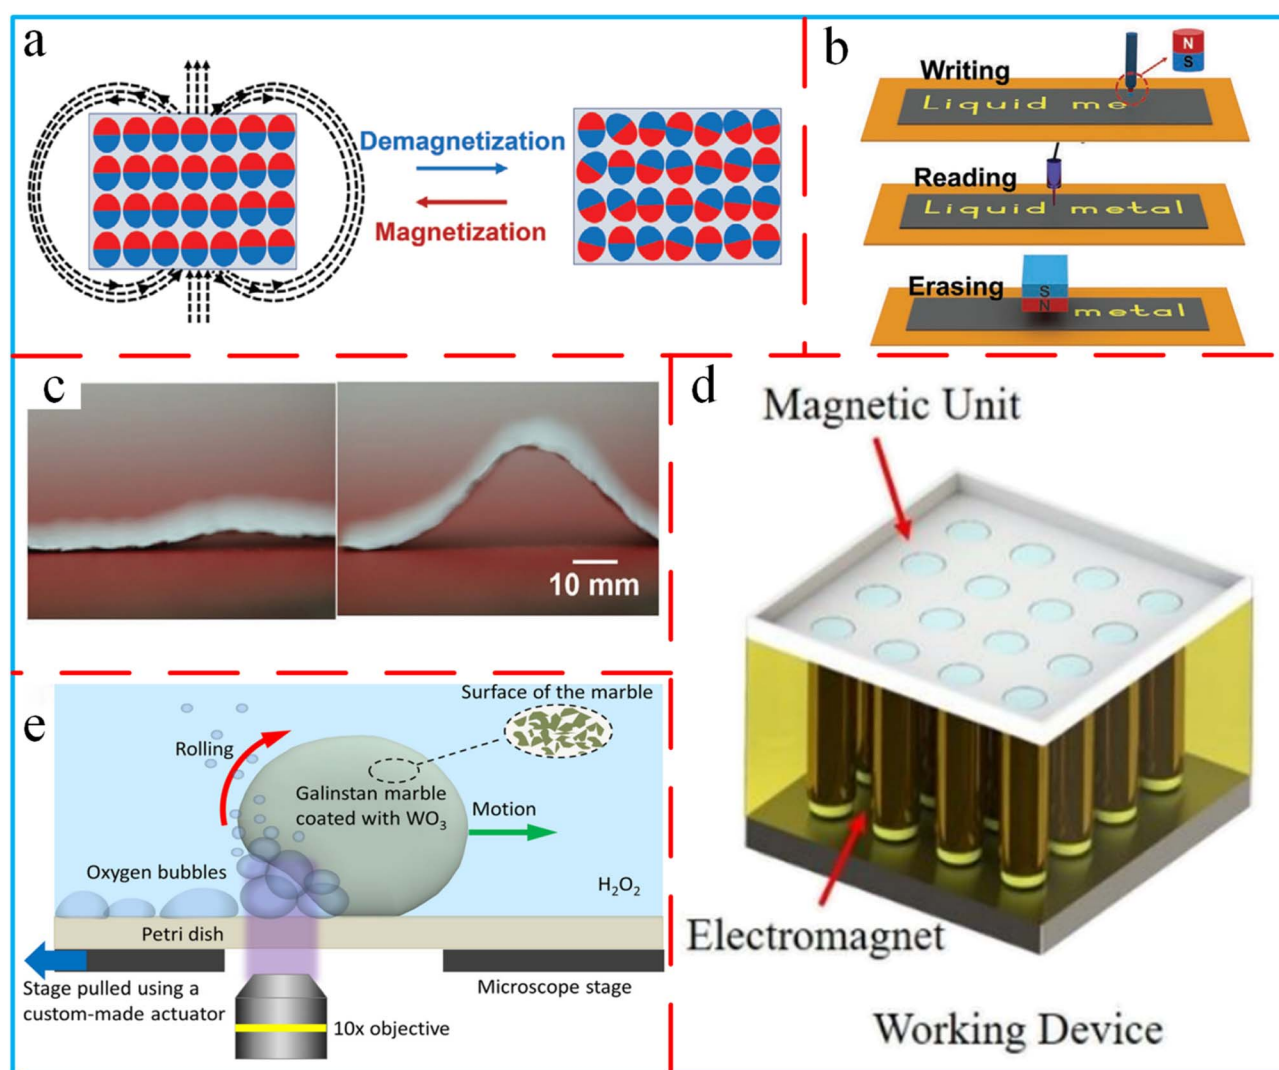 a
Demagnetization
Magnetization
b
Writing
Liquid me
N
S
Reading
Liquid metal
Erasing
S
N
metal
c
10 mm
d
Magnetic Unit
Electromagnet
Working Device
e
Surface of the marble
Rolling
Galinstan marble
coated with WO₃
Motion
Oxygen bubbles
H₂O₂
Petri dish
Stage pulled using a
custom-made actuator
Microscope stage
10x objective